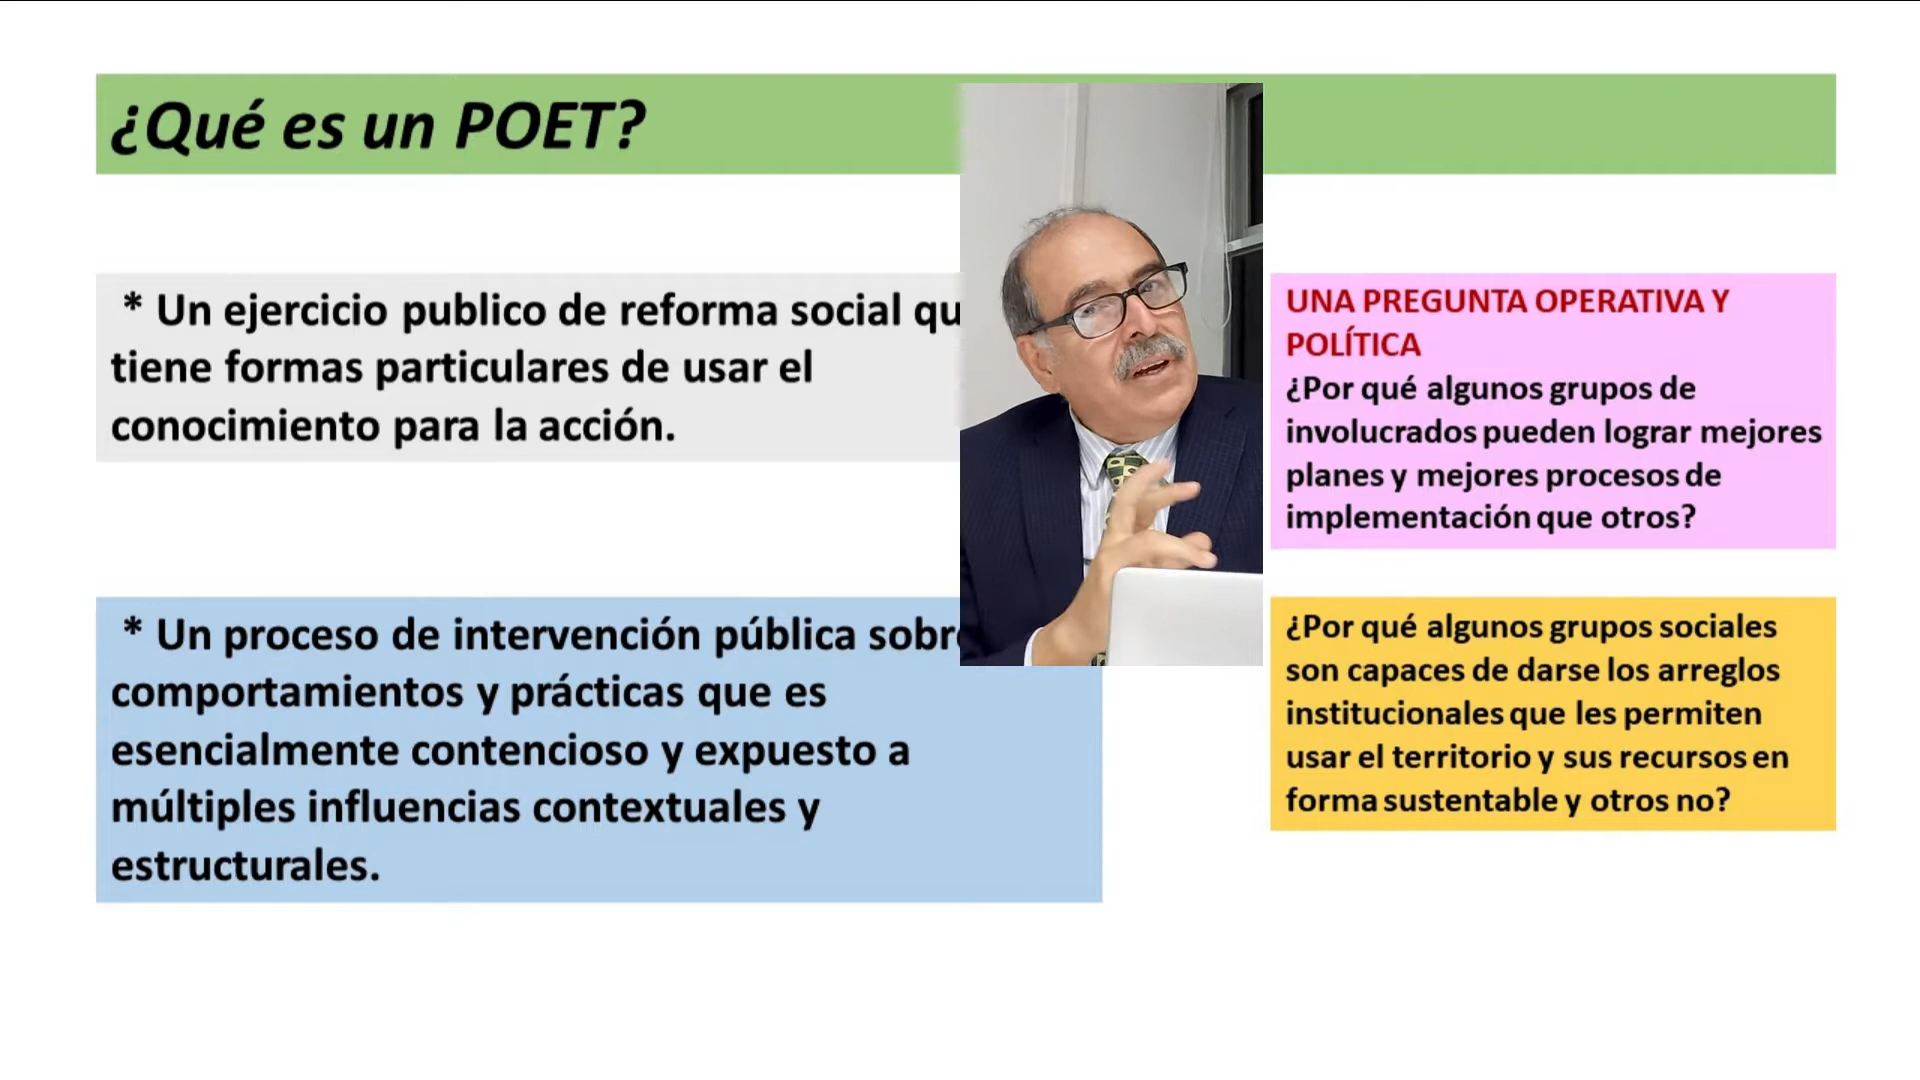 ¿Qué es un POET?
* Un ejercicio publico de reforma social qu
tiene formas particulares de usar el
conocimiento para la acción.
* Un proceso de intervención pública sobre
comportamientos y prácticas que es
esencialmente contencioso y expuesto a
múltiples influencias contextuales y
estructurales.
UNA PREGUNTA OPERATIVA Y
POLÍTICA
¿Por qué algunos grupos de
involucrados pueden lograr mejores
planes y mejores procesos de
implementación que otros?
¿Por qué algunos grupos sociales
son capaces de darse los arreglos
institucionales que les permiten
usar el territorio y sus recursos en
forma sustentable y otros no?